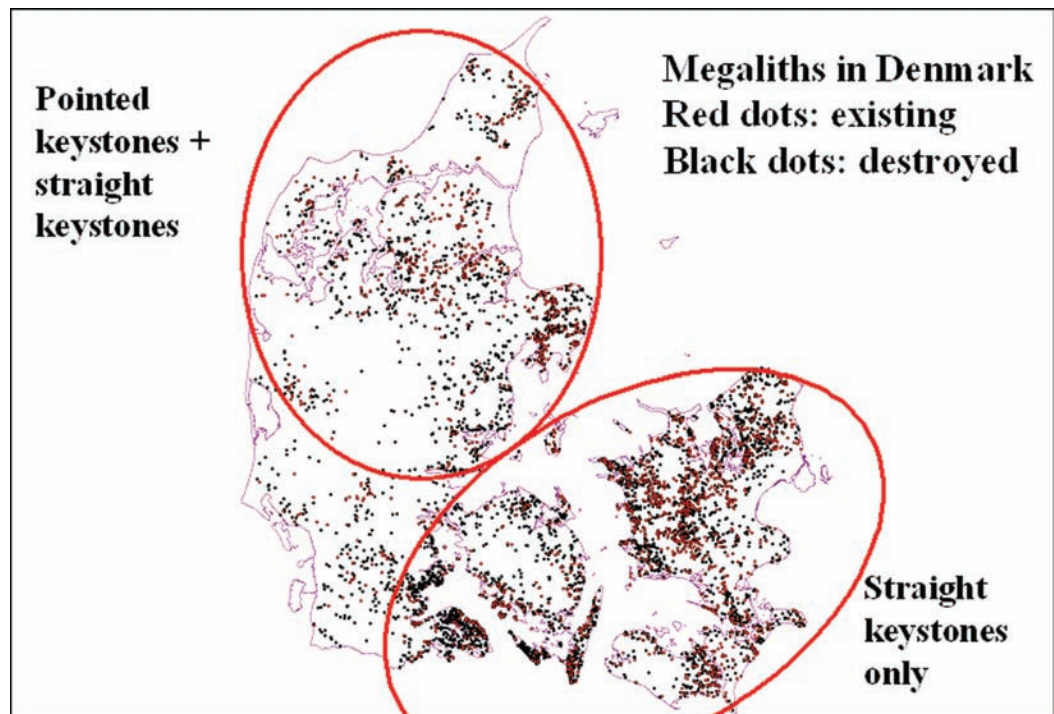 Pointed
keystones +
straight
keystones
Megaliths in Denmark
Red dots: existing
Black dots: destroyed
Straight
keystones
only